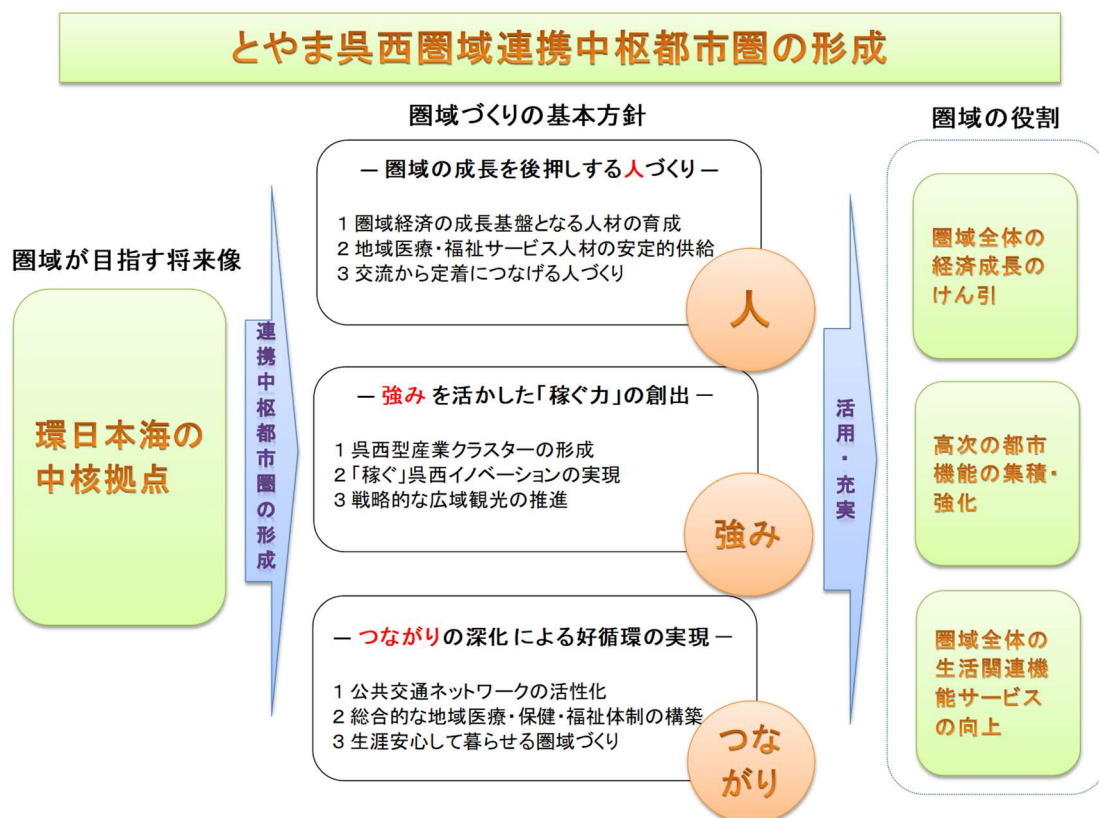 とやま呉西圏域連携中枢都市圏の形成
圏域が目指す将来像
環日本海の
中核拠点
連携中枢都市圏の形成
圏域づくりの基本方針
― 圏域の成長を後押しする人づくり ―
1 圏域経済の成長基盤となる人材の育成
2 地域医療・福祉サービス人材の安定的供給
3 交流から定着につなげる人づくり
人
― 強みを活かした「稼ぐ力」の創出 ―
1 呉西型産業クラスターの形成
2 「稼ぐ」呉西イノベーションの実現
3 戦略的な広域観光の推進
強み
― つながりの深化による好循環の実現 ―
1 公共交通ネットワークの活性化
2 総合的な地域医療・保健・福祉体制の構築
3 生涯安心して暮らせる圏域づくり
つな
がり
活用・充実
圏域の役割
圏域全体の
経済成長の
けん引
高次の都市
機能の集積・
強化
圏域全体の
生活関連機
能サービス
の向上